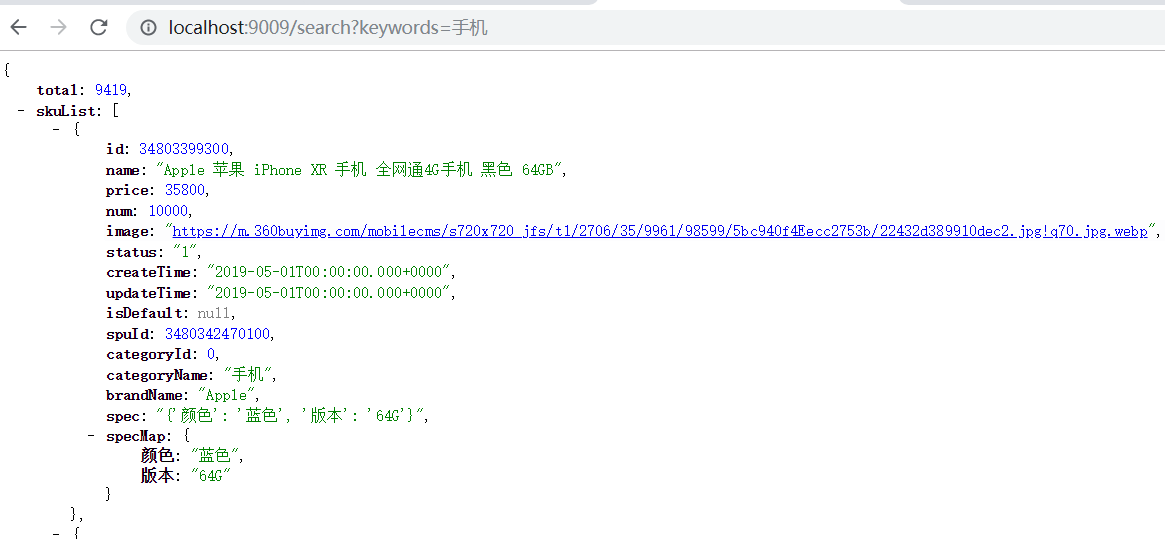 localhost:9009/search?keywords=手机
{
total: 9419,
- skuList: [
- {
id: 34803399300,
name: "Apple 苹果 iPhone XR 手机 全网通4G手机 黑色 64GB",
price: 35800,
num: 10000,
image: "https://m.360buyimg.com/mobilecms/s720x720_jfs/t1/2706/35/9961/98599/5bc940f4Eecc2753b/22432d389910dec2.jpg!q70.jpg.webp",
status: "1",
createTime: "2019-05-01T00:00:00.000+0000",
updateTime: "2019-05-01T00:00:00.000+0000",
isDefault: null,
spuId: 3480342470100,
categoryId: 0,
categoryName: "手机",
brandName: "Apple",
spec: "{'颜色': '蓝色', '版本': '64G'}",
- specMap: {
颜色: "蓝色",
版本: "64G"
}
},
- {